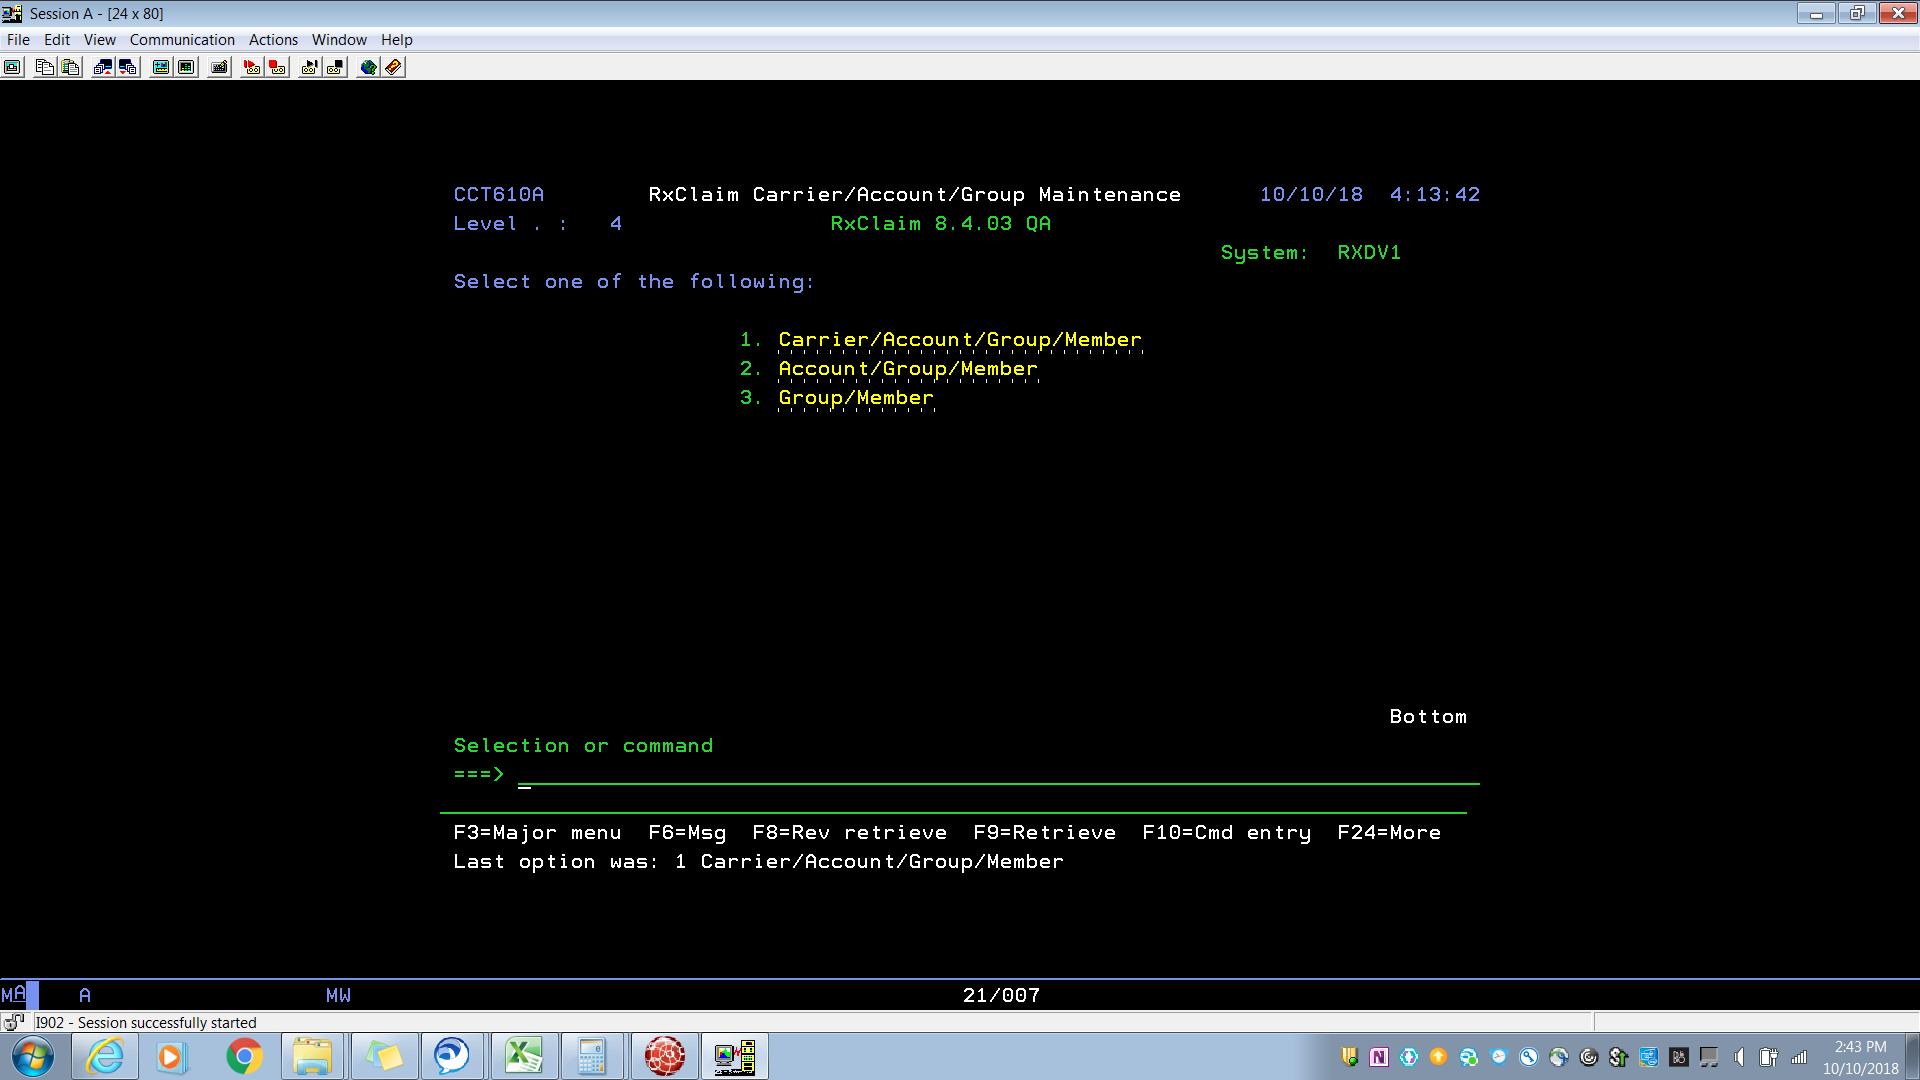 Session A - [24 x 80]
File Edit View Communication Actions Window Help
CCT610A RxClaim Carrier/Account/Group Maintenance 10/10/18 4:13:42
Level . : 4 RxClaim 8.4.03 QA
System: RXDV1
Select one of the following:
1. Carrier/Account/Group/Member
2. Account/Group/Member
3. Group/Member
Bottom
Selection or command
===> _
F3=Major menu F6=Msg F8=Rev retrieve F9=Retrieve F10=Cmd entry F24=More
Last option was: 1 Carrier/Account/Group/Member
MA A MW 21/007
I902 - Session successfully started
2:43 PM
10/10/2018